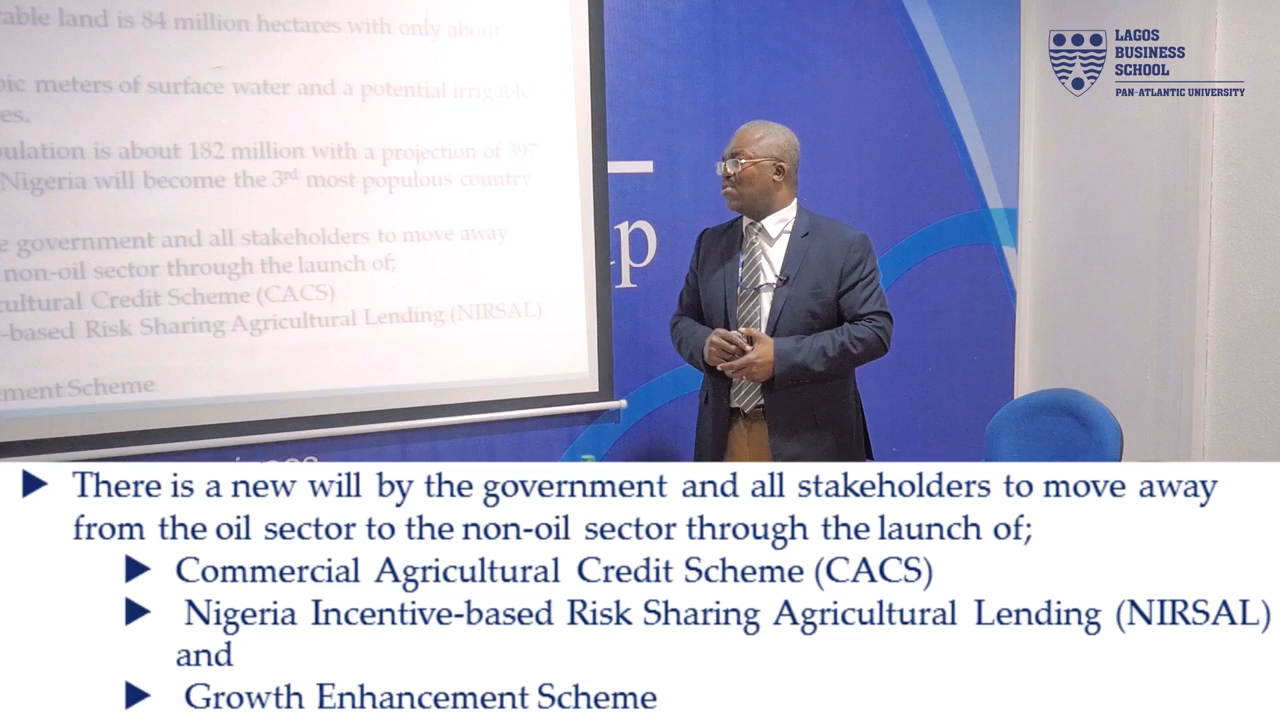 able land is 84 million hectares with only about
bic meters of surface water and a potential irrigable
es.
ulation is about 182 million with a projection of 397
Nigeria will become the 3rd most populous country
e government and all stakeholders to move away
non-oil sector through the launch of;
cultural Credit Scheme (CACS)
-based Risk Sharing Agricultural Lending (NIRSAL)
ement Scheme
LAGOS
BUSINESS
SCHOOL
PAN-ATLANTIC UNIVERSITY
There is a new will by the government and all stakeholders to move away
from the oil sector to the non-oil sector through the launch of;
Commercial Agricultural Credit Scheme (CACS)
Nigeria Incentive-based Risk Sharing Agricultural Lending (NIRSAL)
and
Growth Enhancement Scheme